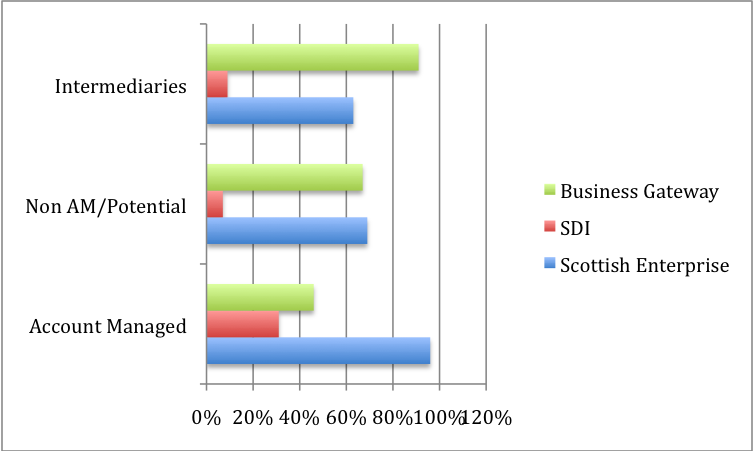 Intermediaries
Non AM/Potential
Account Managed
0% 20% 40% 60% 80% 100% 120%
Business Gateway
SDI
Scottish Enterprise